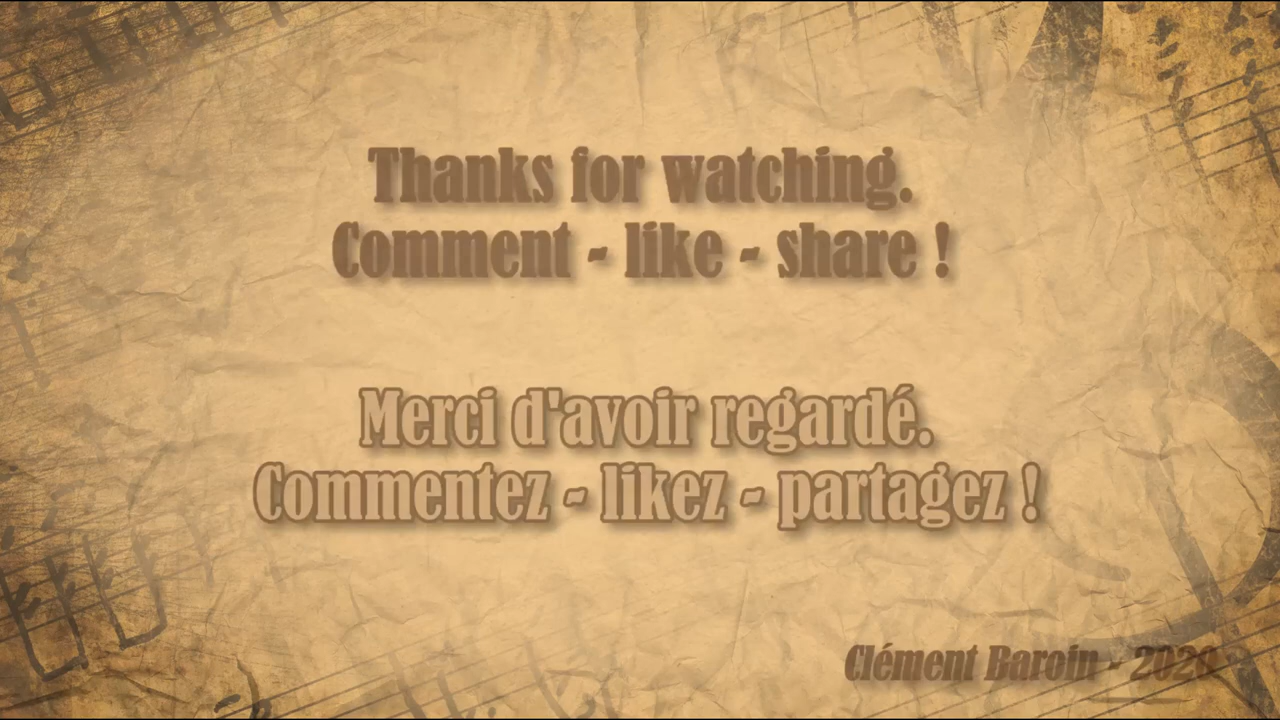 Thanks for watching.
Comment - like - share !
Merci d'avoir regardé.
Commentez - likez - partagez !
Clément Baroin - 2020